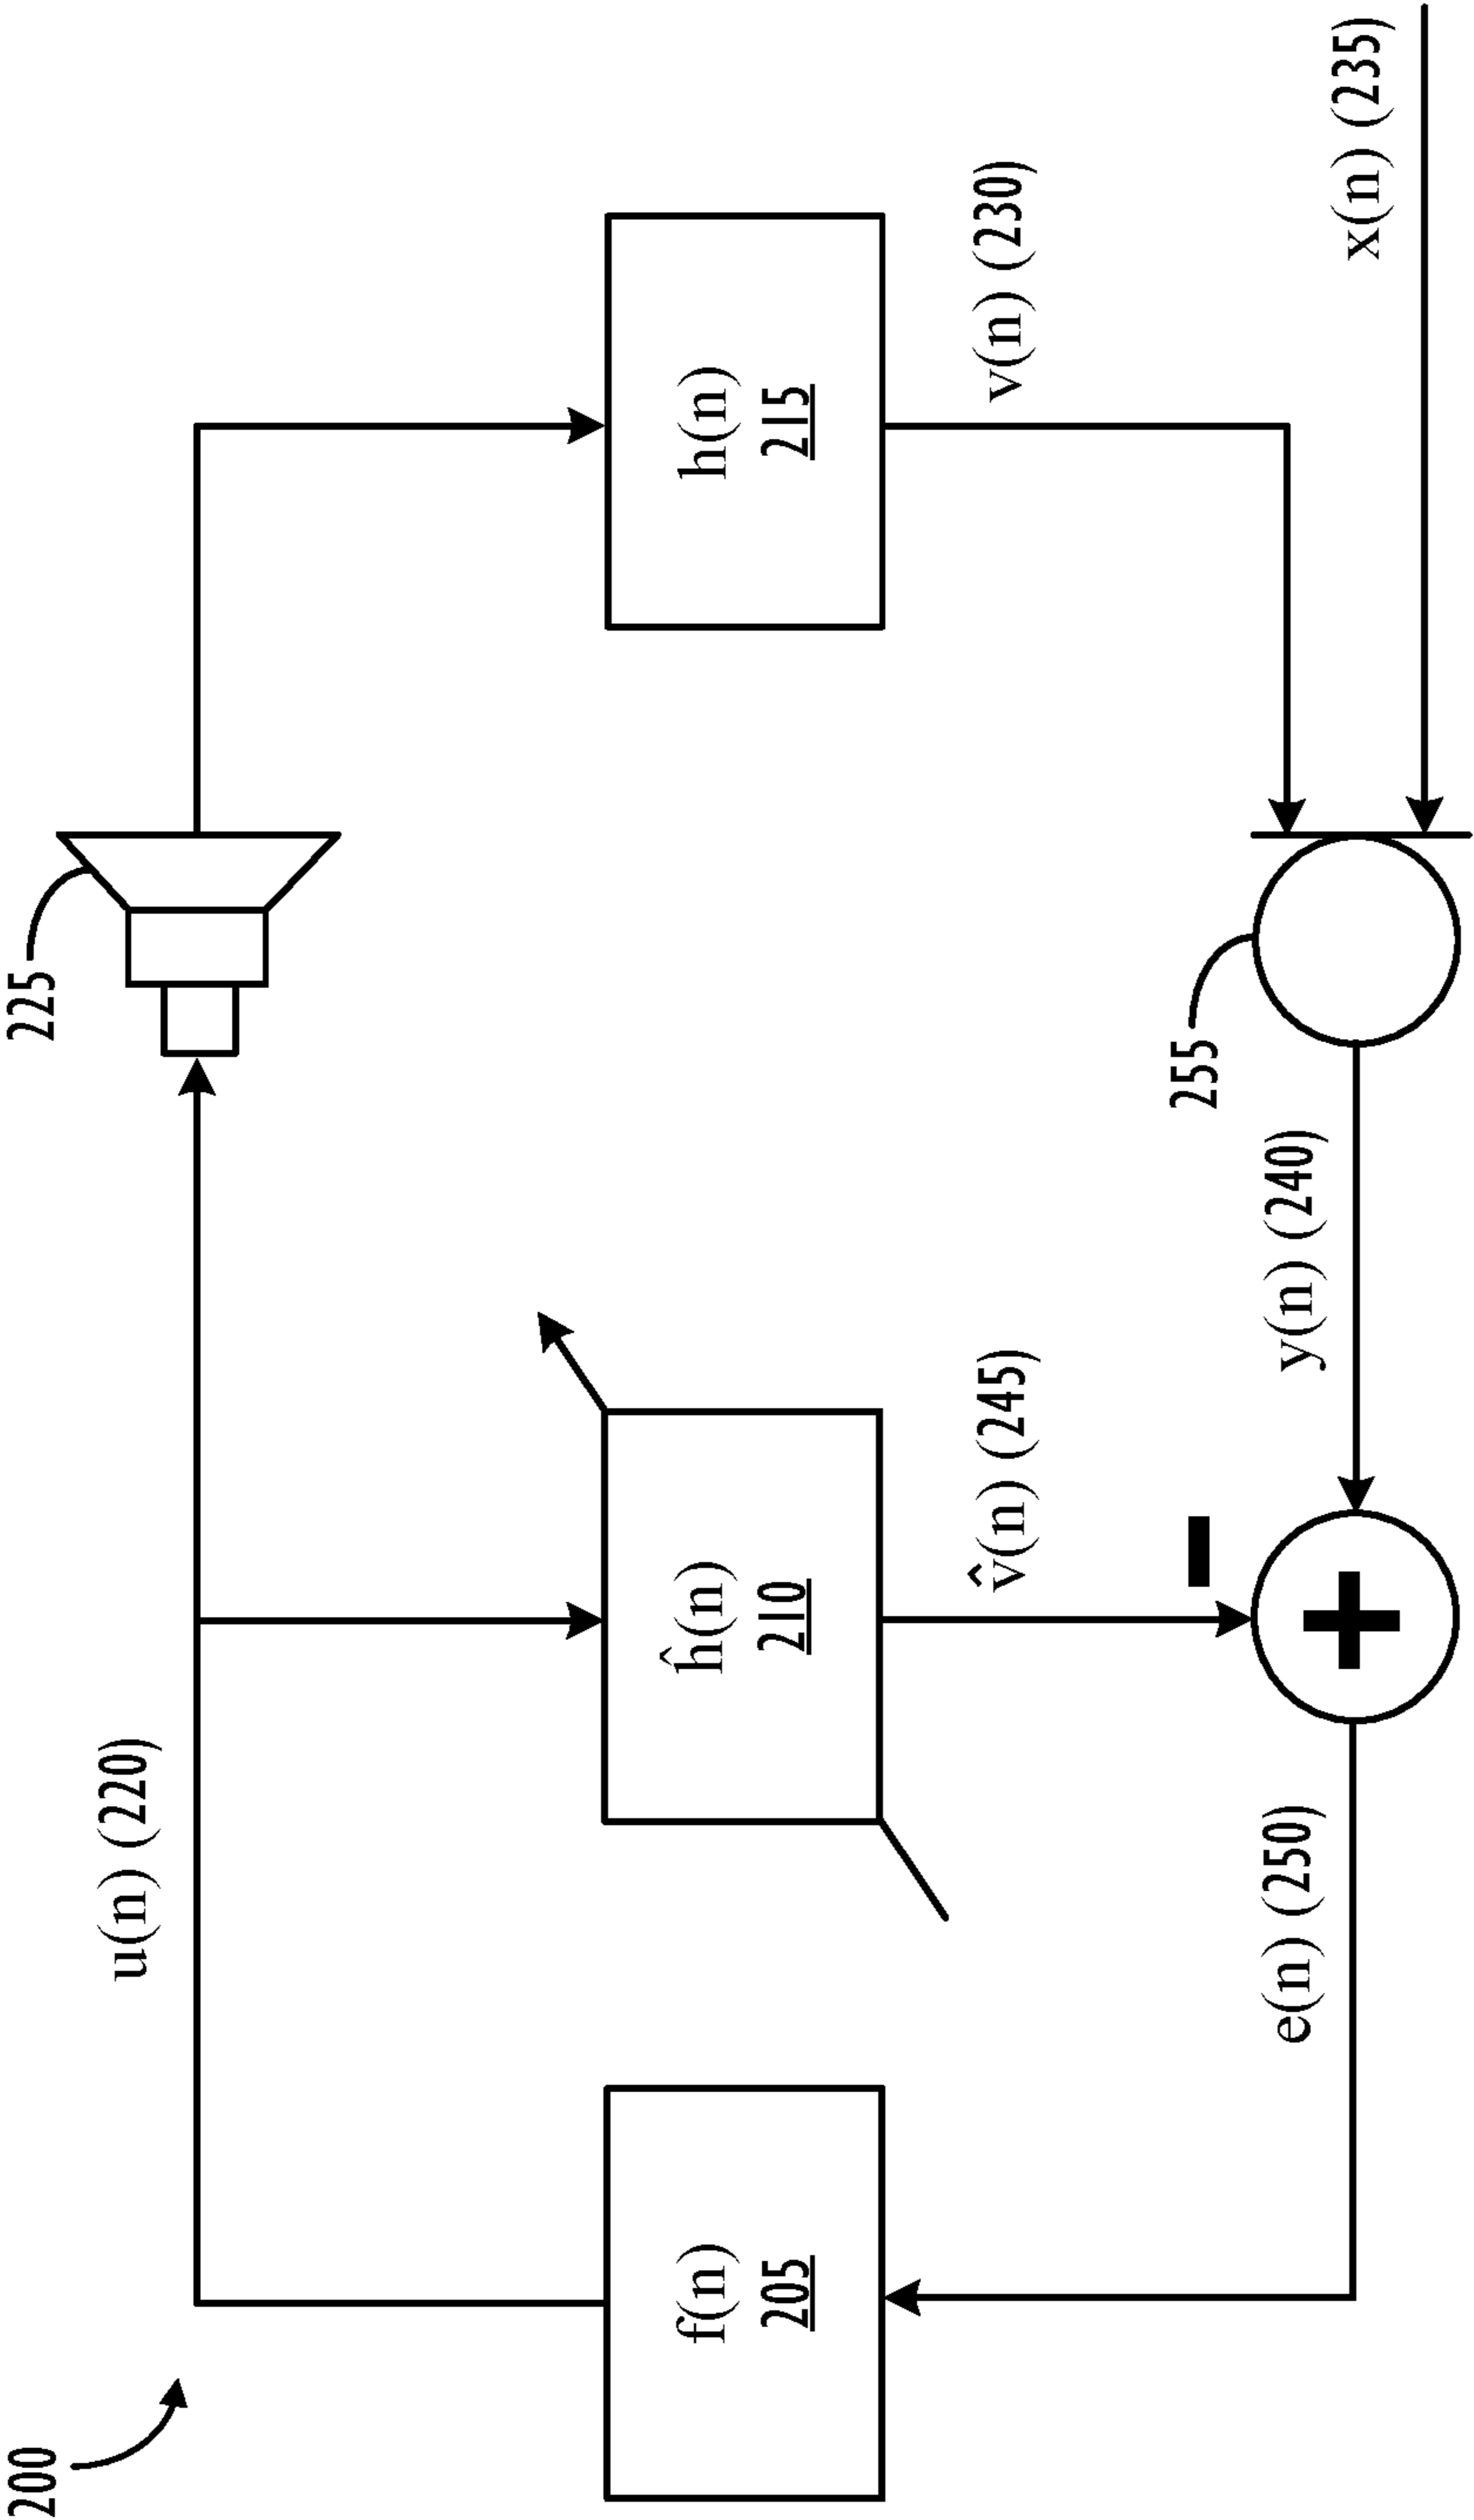 200
u(n) (220)
225
f(n)
205
ĥ(n)
210
h(n)
215
v̂(n) (245)
v(n) (230)
255
e(n) (250)
y(n) (240)
x(n) (235)